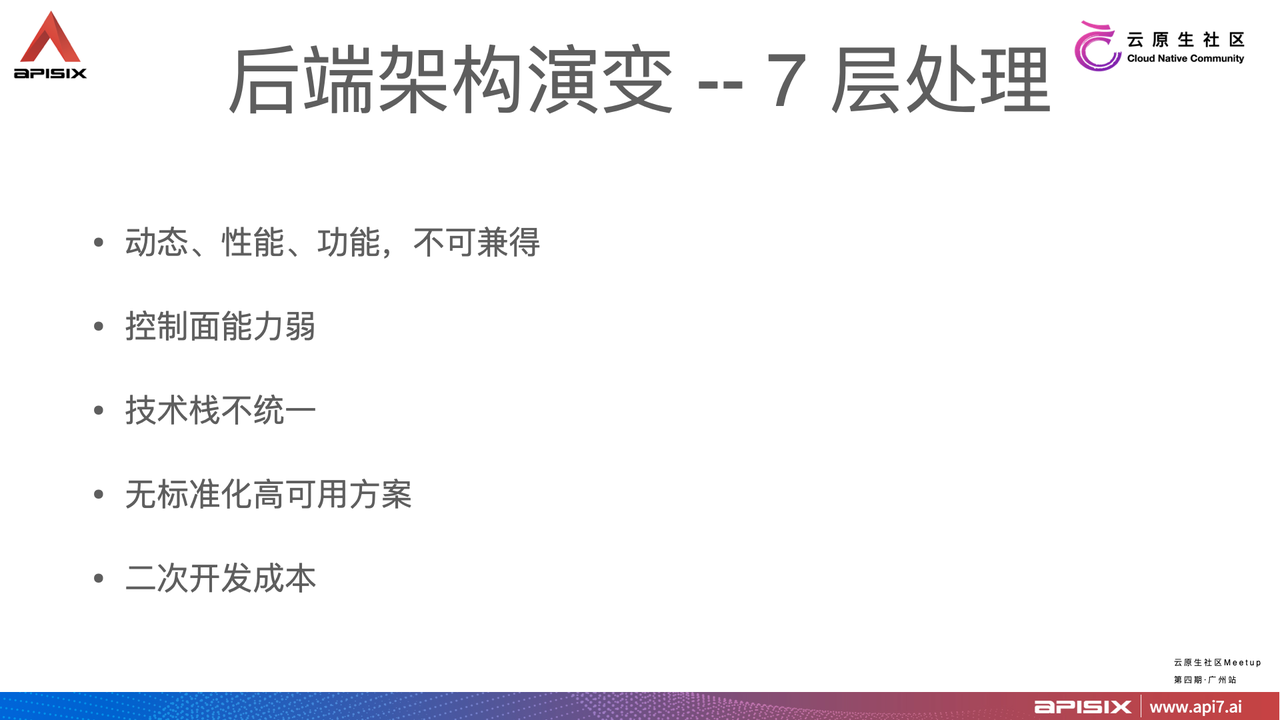 APISIX
后端架构演变 -- 7 层处理
云原生社区
Cloud Native Community
• 动态、性能、功能，不可兼得
• 控制面能力弱
• 技术栈不统一
• 无标准化高可用方案
• 二次开发成本
云原生社区Meetup
第四期·广州站
APISIX | www.api7.ai